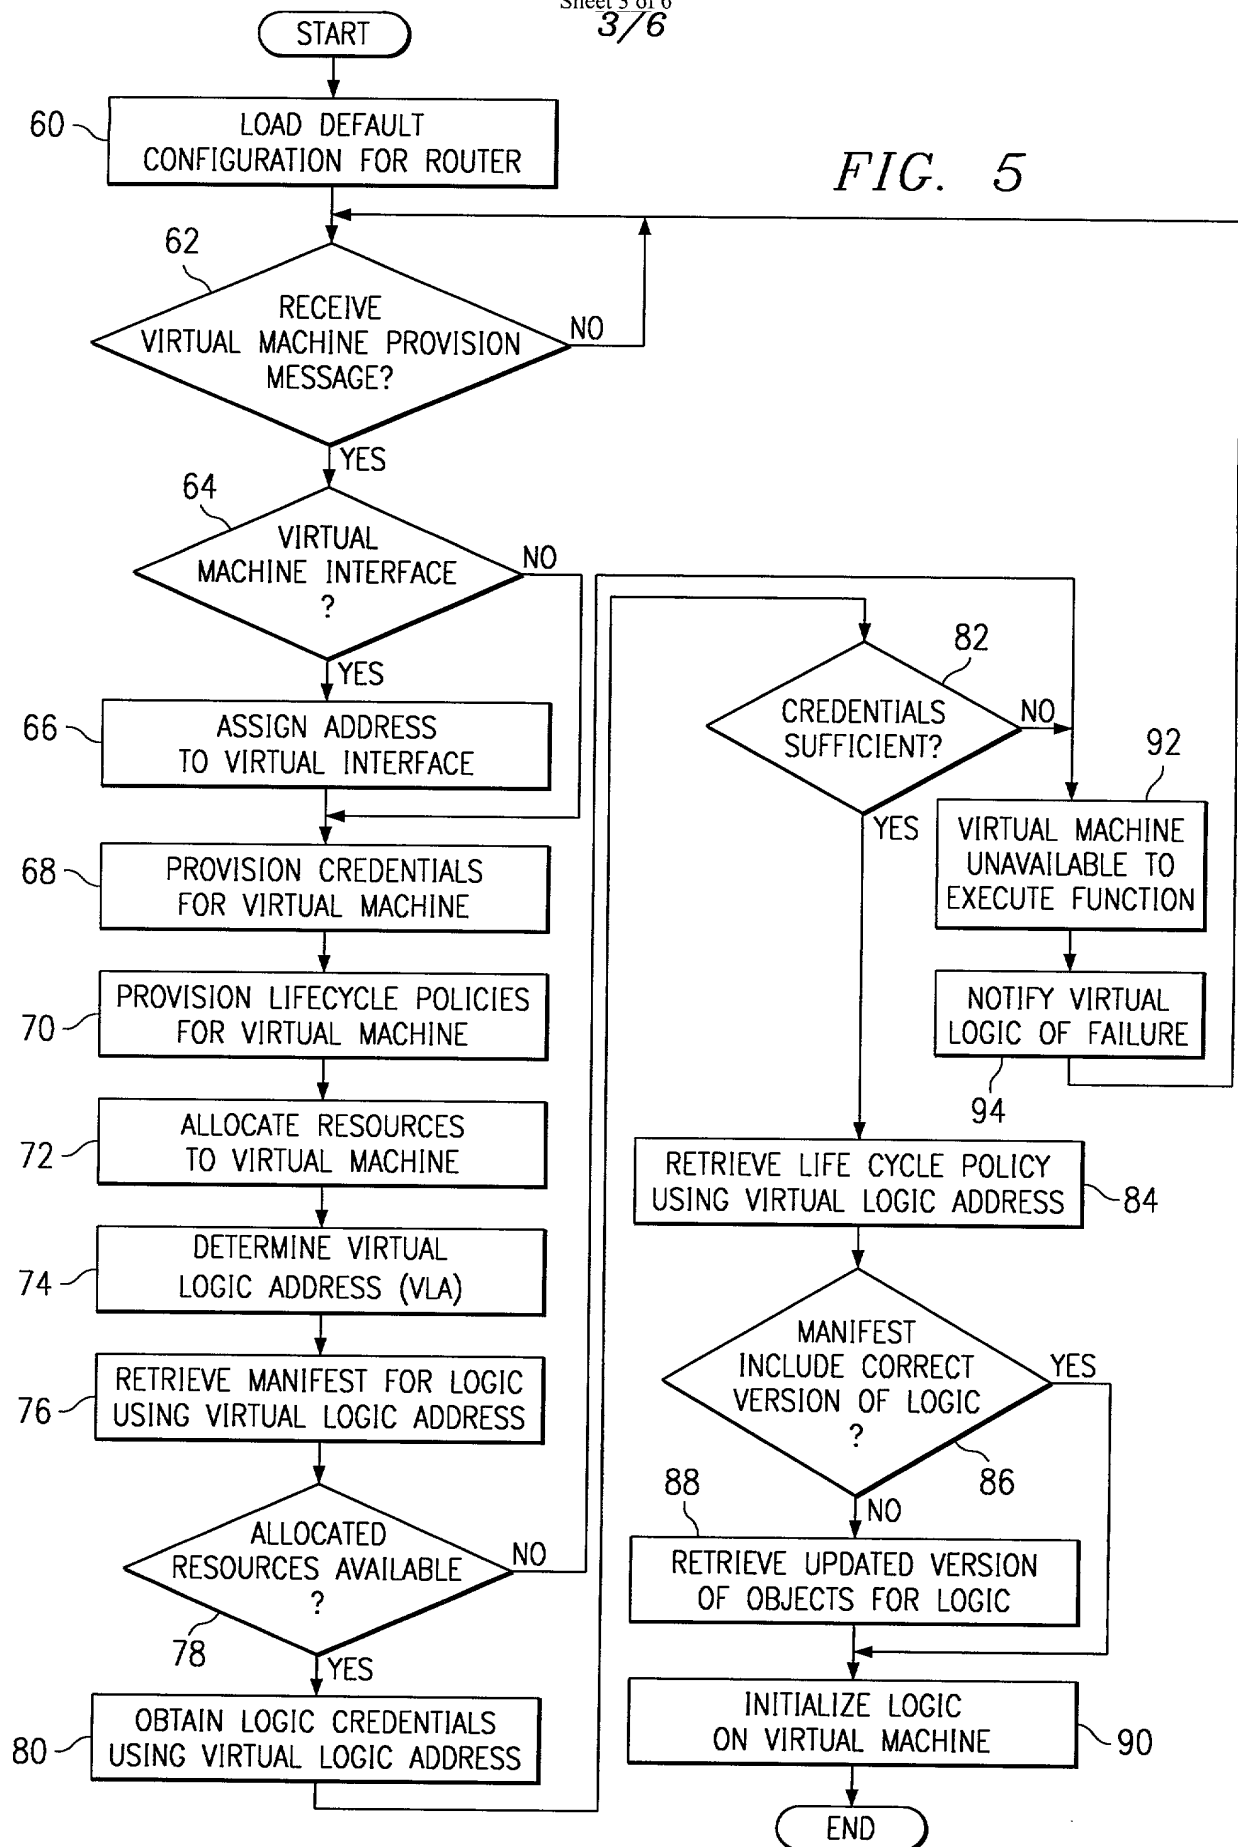 Sheet 3 of 6
3/6
START
60
LOAD DEFAULT
CONFIGURATION FOR ROUTER
FIG. 5
62
RECEIVE
VIRTUAL MACHINE PROVISION
MESSAGE?
NO
YES
64
VIRTUAL
MACHINE INTERFACE
?
NO
YES
66
ASSIGN ADDRESS
TO VIRTUAL INTERFACE
68
PROVISION CREDENTIALS
FOR VIRTUAL MACHINE
70
PROVISION LIFECYCLE POLICIES
FOR VIRTUAL MACHINE
72
ALLOCATE RESOURCES
TO VIRTUAL MACHINE
74
DETERMINE VIRTUAL
LOGIC ADDRESS (VLA)
76
RETRIEVE MANIFEST FOR LOGIC
USING VIRTUAL LOGIC ADDRESS
ALLOCATED
RESOURCES AVAILABLE
?
NO
78
YES
80
OBTAIN LOGIC CREDENTIALS
USING VIRTUAL LOGIC ADDRESS
82
CREDENTIALS
SUFFICIENT?
NO
YES
92
VIRTUAL MACHINE
UNAVAILABLE TO
EXECUTE FUNCTION
NOTIFY VIRTUAL
LOGIC OF FAILURE
94
RETRIEVE LIFE CYCLE POLICY
USING VIRTUAL LOGIC ADDRESS
84
MANIFEST
INCLUDE CORRECT
VERSION OF LOGIC
?
YES
86
NO
88
RETRIEVE UPDATED VERSION
OF OBJECTS FOR LOGIC
INITIALIZE LOGIC
ON VIRTUAL MACHINE
90
END